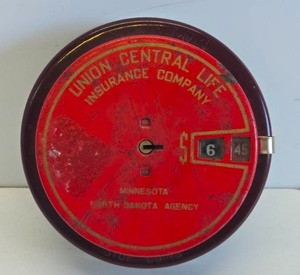 UNION CENTRAL LIFE
INSURANCE COMPANY
$ 6 45
MINNESOTA
NORTH DAKOTA AGENCY